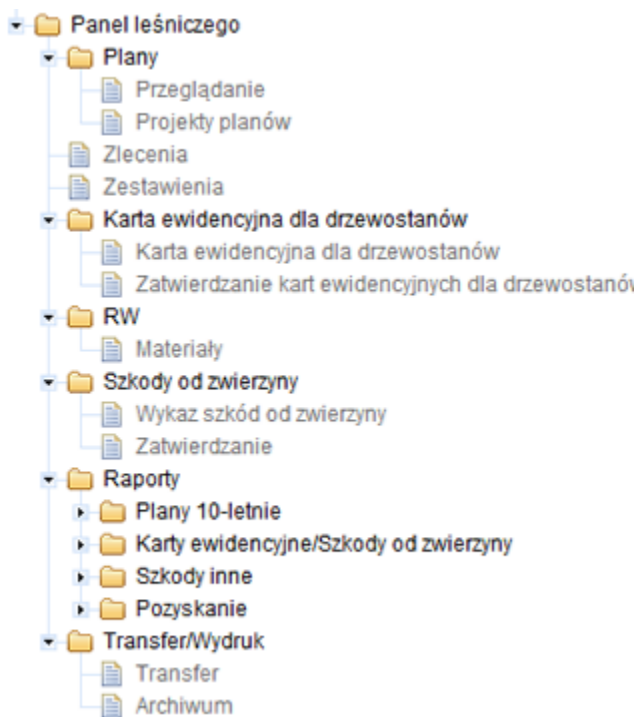 Panel leśniczego
Plany
Przeglądanie
Projekty planów
Zlecenia
Zestawienia
Karta ewidencyjna dla drzewostanów
Karta ewidencyjna dla drzewostanów
Zatwierdzanie kart ewidencyjnych dla drzewostanów
RW
Materiały
Szkody od zwierzyny
Wykaz szkód od zwierzyny
Zatwierdzanie
Raporty
Plany 10-letnie
Karty ewidencyjne/Szkody od zwierzyny
Szkody inne
Pozyskanie
Transfer/Wydruk
Transfer
Archiwum